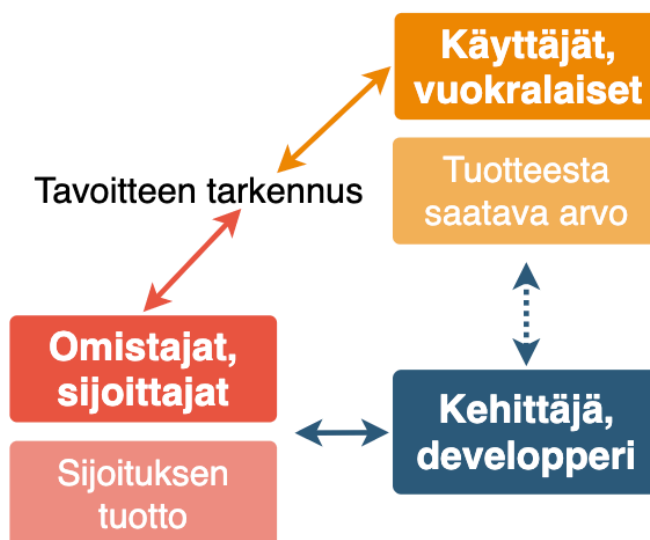 Käyttäjät,
vuokralaiset
Tuotteesta
saatava arvo
Tavoitteen tarkennus
Omistajat,
sijoittajat
Sijoituksen
tuotto
Kehittäjä,
developperi